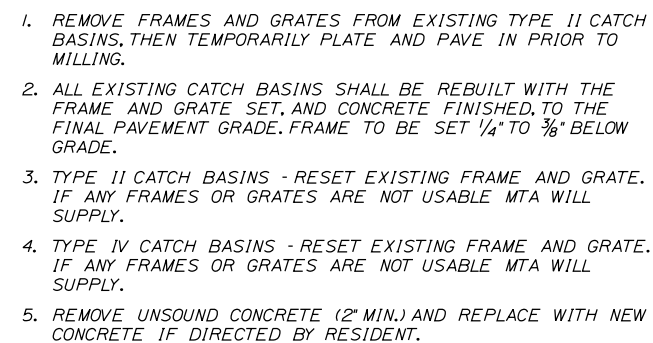 1. REMOVE FRAMES AND GRATES FROM EXISTING TYPE II CATCH
BASINS, THEN TEMPORARILY PLATE AND PAVE IN PRIOR TO
MILLING.
2. ALL EXISTING CATCH BASINS SHALL BE REBUILT WITH THE
FRAME AND GRATE SET, AND CONCRETE FINISHED, TO THE
FINAL PAVEMENT GRADE. FRAME TO BE SET 1/4" TO 3/8" BELOW
GRADE.
3. TYPE II CATCH BASINS - RESET EXISTING FRAME AND GRATE.
IF ANY FRAMES OR GRATES ARE NOT USABLE MTA WILL
SUPPLY.
4. TYPE IV CATCH BASINS - RESET EXISTING FRAME AND GRATE.
IF ANY FRAMES OR GRATES ARE NOT USABLE MTA WILL
SUPPLY.
5. REMOVE UNSOUND CONCRETE (2" MIN.) AND REPLACE WITH NEW
CONCRETE IF DIRECTED BY RESIDENT.